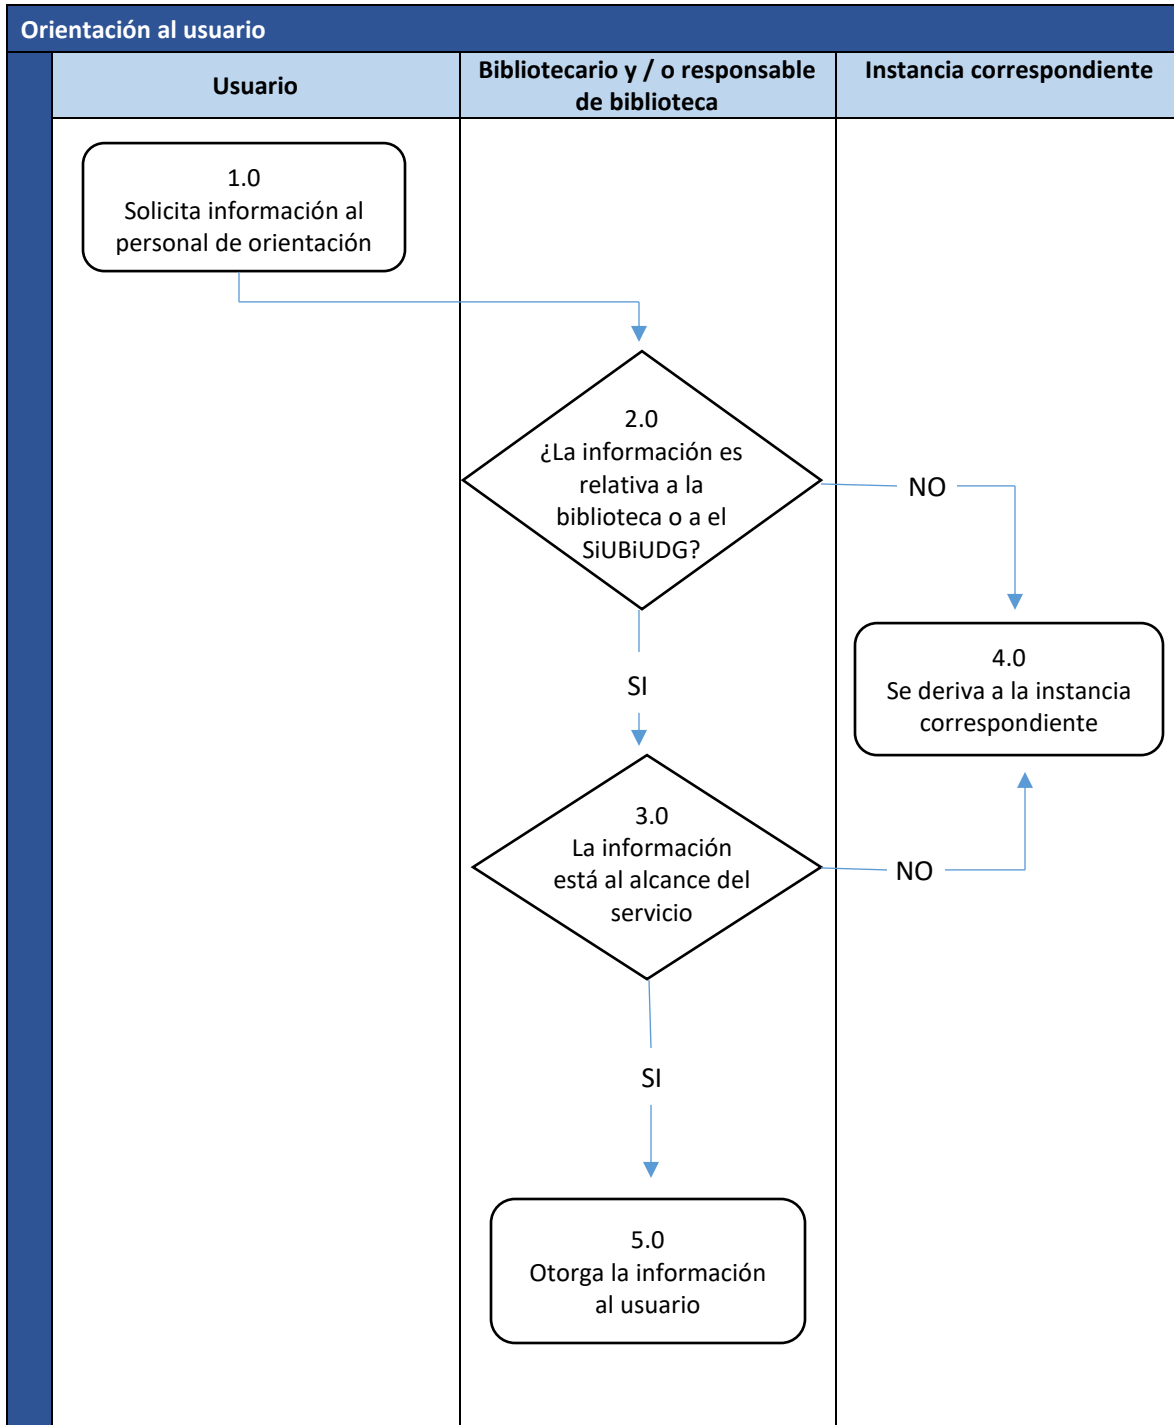 Orientación al usuario
Usuario
Bibliotecario y / o responsable
de biblioteca
Instancia correspondiente
1.0
Solicita información al
personal de orientación
2.0
¿La información es
relativa a la
biblioteca o a el
SiUBiUDG?
NO
SI
4.0
Se deriva a la instancia
correspondiente
3.0
La información
está al alcance del
servicio
NO
SI
5.0
Otorga la información
al usuario